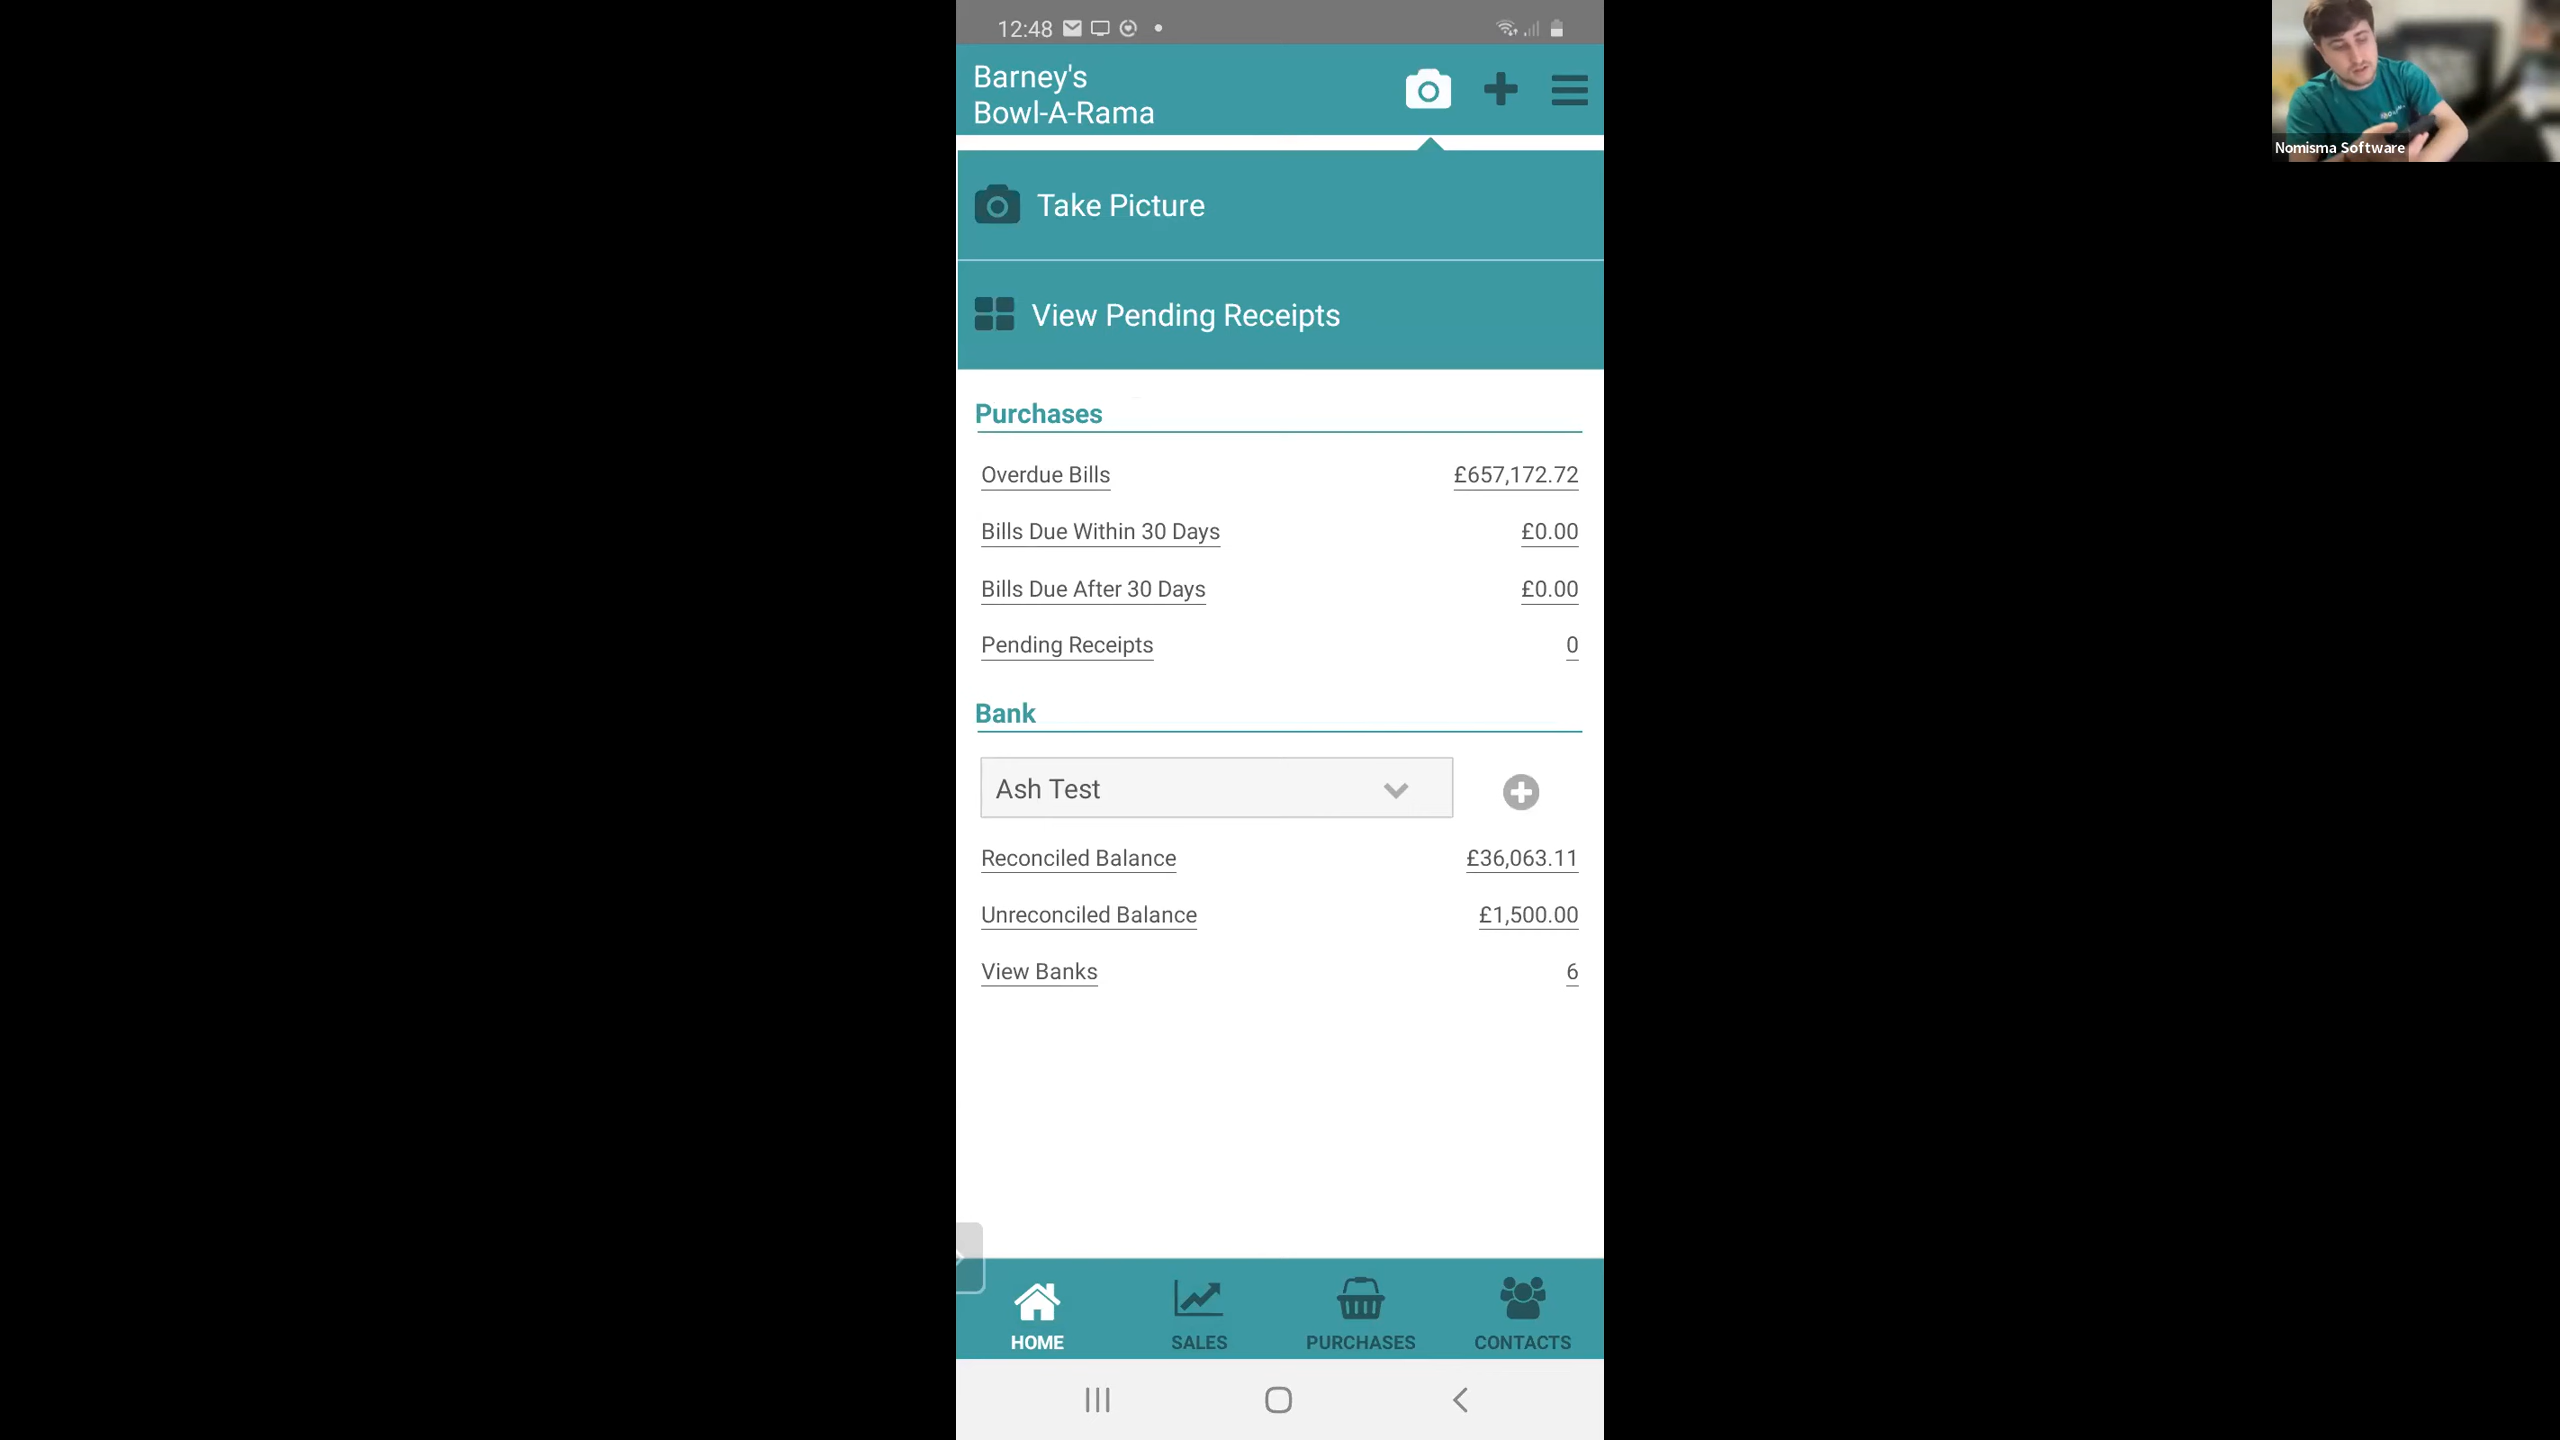 12:48
Barney's
Bowl-A-Rama
Take Picture
View Pending Receipts
Purchases
Overdue Bills £657,172.72
Bills Due Within 30 Days £0.00
Bills Due After 30 Days £0.00
Pending Receipts 0
Bank
Ash Test
Reconciled Balance £36,063.11
Unreconciled Balance £1,500.00
View Banks 6
HOME SALES PURCHASES CONTACTS
Nomisma Software